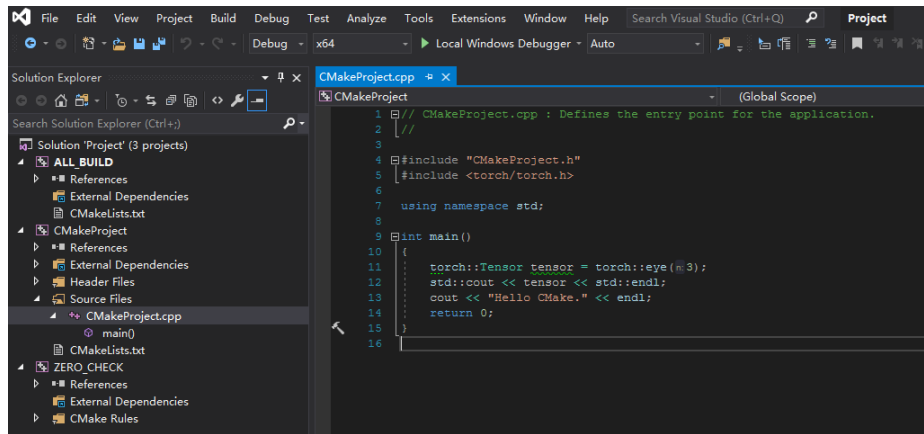 File Edit View Project Build Debug Test Analyze Tools Extensions Window Help Search Visual Studio (Ctrl+Q) Project
Debug x64 Local Windows Debugger Auto
Solution Explorer
Search Solution Explorer (Ctrl+;)
Solution 'Project' (3 projects)
ALL_BUILD
References
External Dependencies
CMakeLists.txt
CMakeProject
References
External Dependencies
Header Files
Source Files
CMakeProject.cpp
main()
CMakeLists.txt
ZERO_CHECK
References
External Dependencies
CMake Rules
CMakeProject.cpp
CMakeProject (Global Scope)
1 // CMakeProject.cpp : Defines the entry point for the application.
2 //
3
4 #include "CMakeProject.h"
5 #include <torch/torch.h>
6
7 using namespace std;
8
9 int main()
10 {
11 torch::Tensor tensor = torch::eye(n:3);
12 std::cout << tensor << std::endl;
13 cout << "Hello CMake." << endl;
14 return 0;
15 }
16